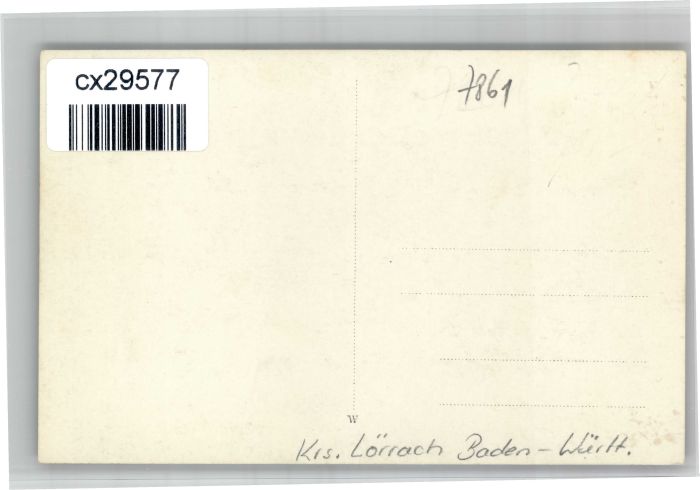 cx29577
7861
W
Krs. Lörrach Baden-Württ.